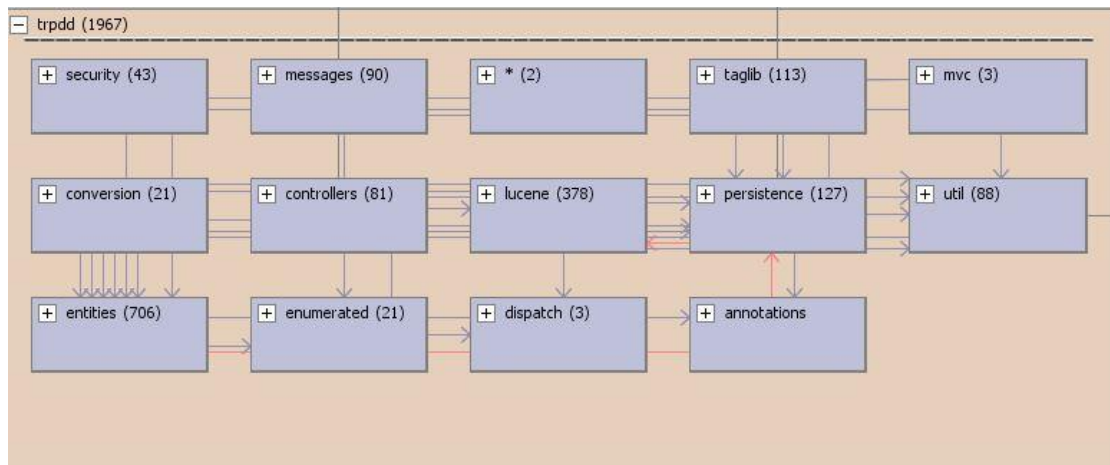 trpdd (1967)
security (43) messages (90) * (2) taglib (113) mvc (3)
conversion (21) controllers (81) lucene (378) persistence (127) util (88)
entities (706) enumerated (21) dispatch (3) annotations